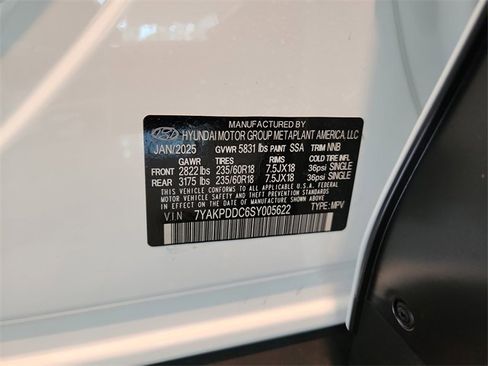 MANUFACTURED BY
HYUNDAI MOTOR GROUP METAPLANT AMERICA, LLC
JAN/2025 GVWR 5831 lbs PAINT SSA TRIM NNB
GAWR TIRES RIMS COLD TIRE INFL
FRONT 2822 lbs 235/60R18 7.5JX18 36psi SINGLE
REAR 3175 lbs 235/60R18 7.5JX18 36psi SINGLE
THIS VEHICLE CONFORMS TO ALL APPLICABLE U.S. FEDERAL MOTOR VEHICLE
SAFETY STANDARDS IN EFFECT ON THE DATE OF MANUFACTURE SHOWN ABOVE.
VIN 7YAKPDDC6SY005622
TYPE: MPV